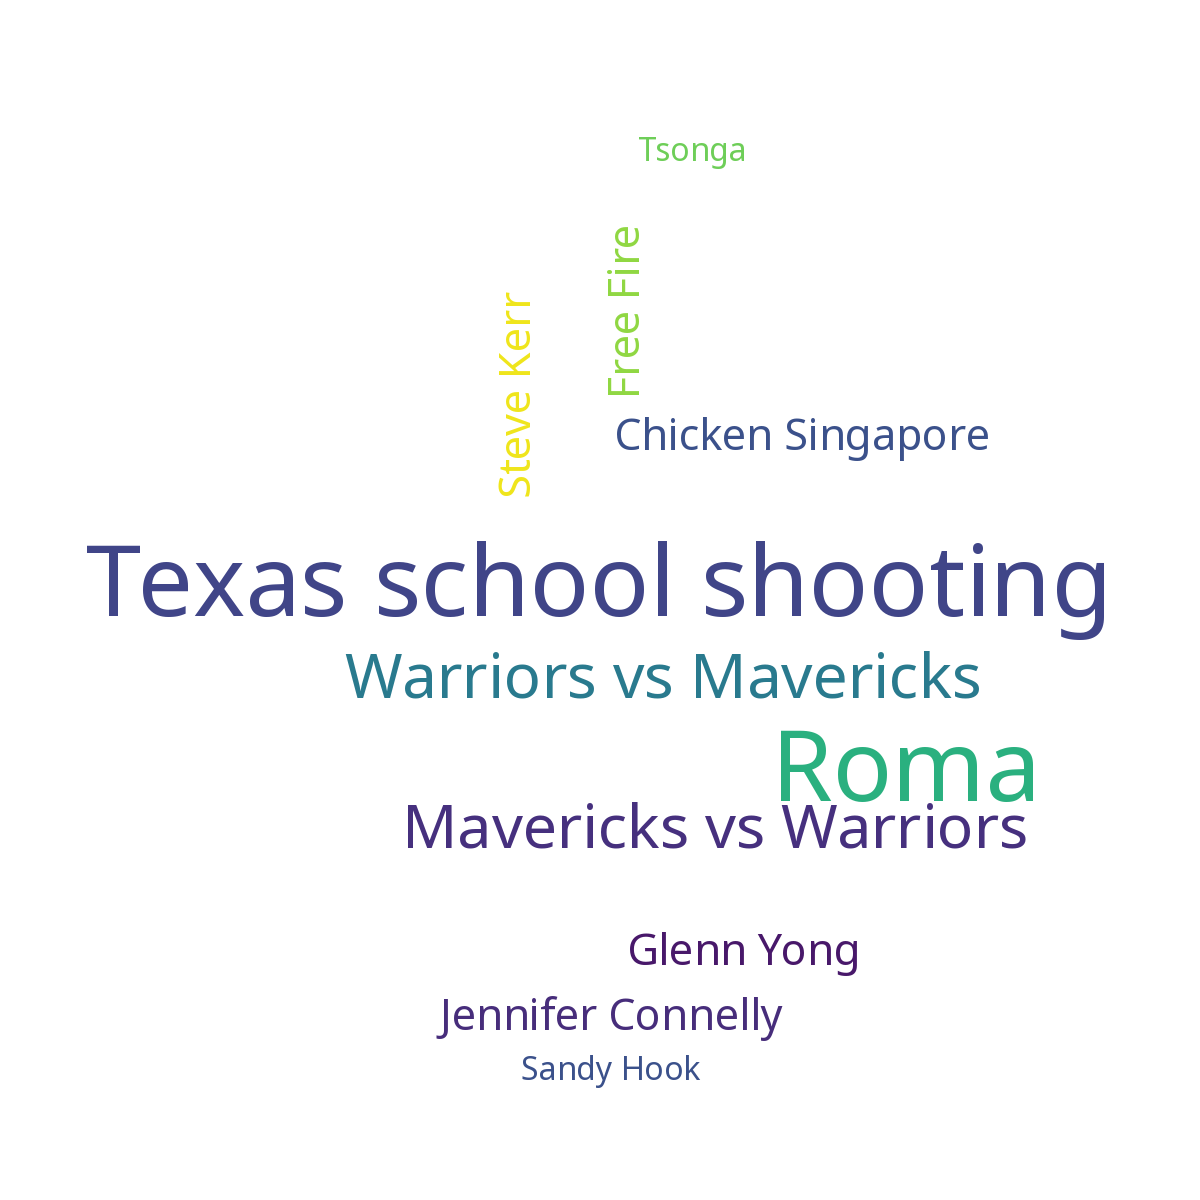 Tsonga
Free Fire
Steve Kerr
Chicken Singapore
Texas school shooting
Warriors vs Mavericks
Roma
Mavericks vs Warriors
Glenn Yong
Jennifer Connelly
Sandy Hook